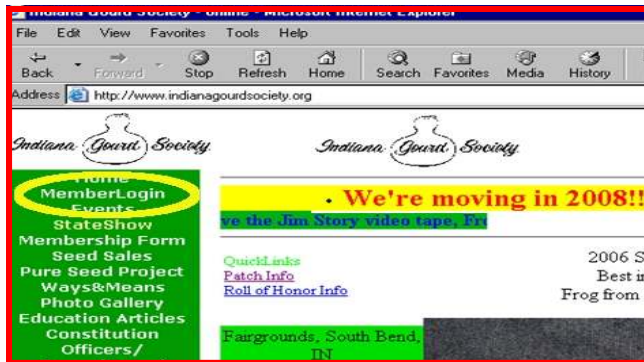 Indiana Gourd Society - Online - Microsoft Internet Explorer
File Edit View Favorites Tools Help
Back Forward Stop Refresh Home Search Favorites Media History
Address http://www.indianagourdsociety.org
Indiana Gourd Society Indiana Gourd Society
Home
MemberLogin
Events
StateShow
Membership Form
Seed Sales
Pure Seed Project
Ways&Means
Photo Gallery
Education Articles
Constitution
Officers/
• We're moving in 2008!!
ve the Jim Story video tape, Fro
QuickLinks
Patch Info
Roll of Honor Info
2006 S
Best i
Frog from
Fairgrounds, South Bend,
IN